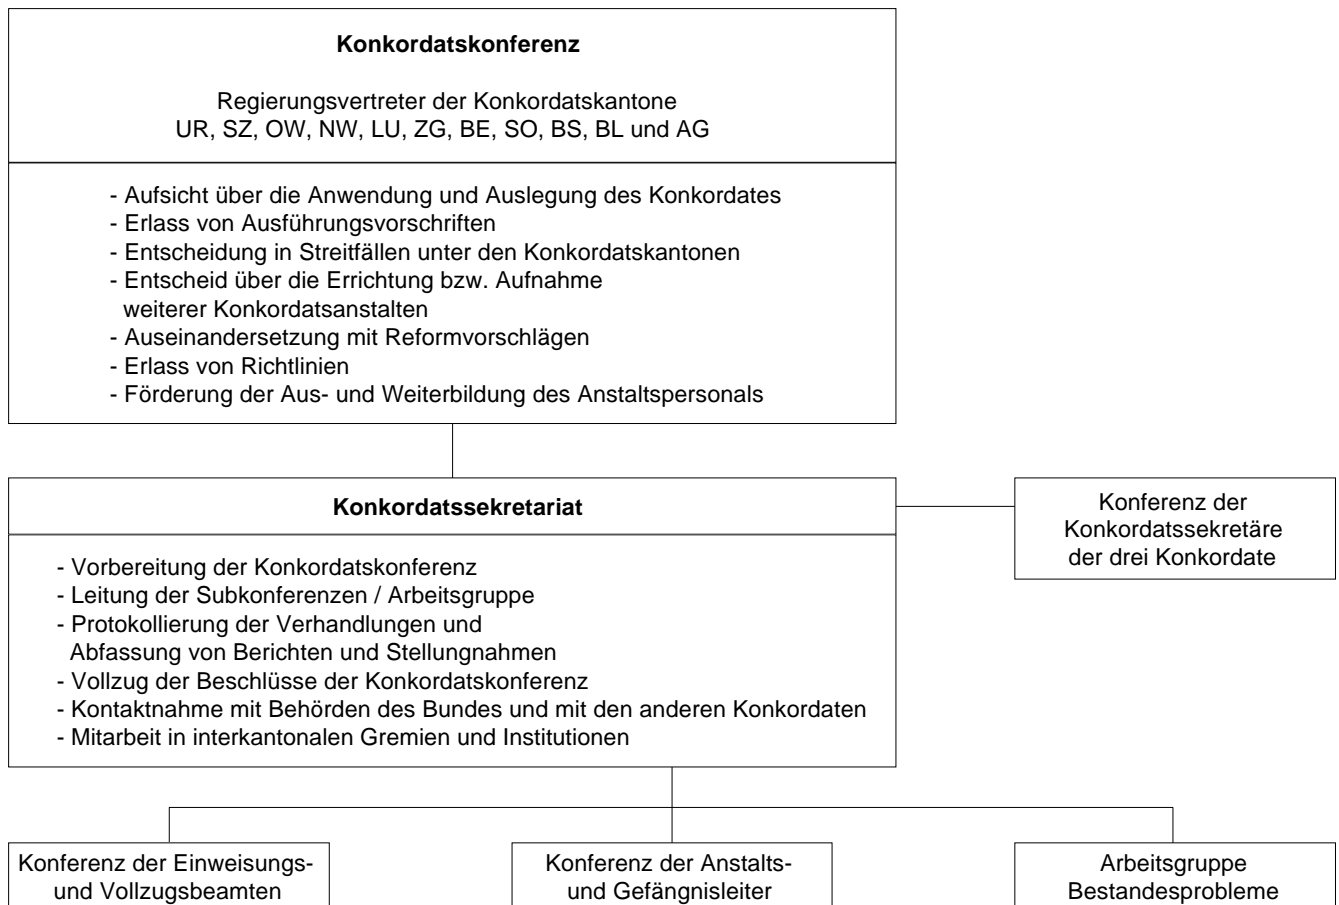 Konkordatskonferenz
Regierungsvertreter der Konkordatskantone
UR, SZ, OW, NW, LU, ZG, BE, SO, BS, BL und AG
- Aufsicht über die Anwendung und Auslegung des Konkordates
- Erlass von Ausführungsvorschriften
- Entscheidung in Streitfällen unter den Konkordatskantonen
- Entscheid über die Errichtung bzw. Aufnahme
weiterer Konkordatsanstalten
- Auseinandersetzung mit Reformvorschlägen
- Erlass von Richtlinien
- Förderung der Aus- und Weiterbildung des Anstaltspersonals
Konkordatssekretariat
- Vorbereitung der Konkordatskonferenz
- Leitung der Subkonferenzen / Arbeitsgruppe
- Protokollierung der Verhandlungen und
Abfassung von Berichten und Stellungnahmen
- Vollzug der Beschlüsse der Konkordatskonferenz
- Kontaktnahme mit Behörden des Bundes und mit den anderen Konkordaten
- Mitarbeit in interkantonalen Gremien und Institutionen
Konferenz der
Konkordatssekretäre
der drei Konkordate
Konferenz der Einweisungs-
und Vollzugsbeamten
Konferenz der Anstalts-
und Gefängnisleiter
Arbeitsgruppe
Bestandesprobleme